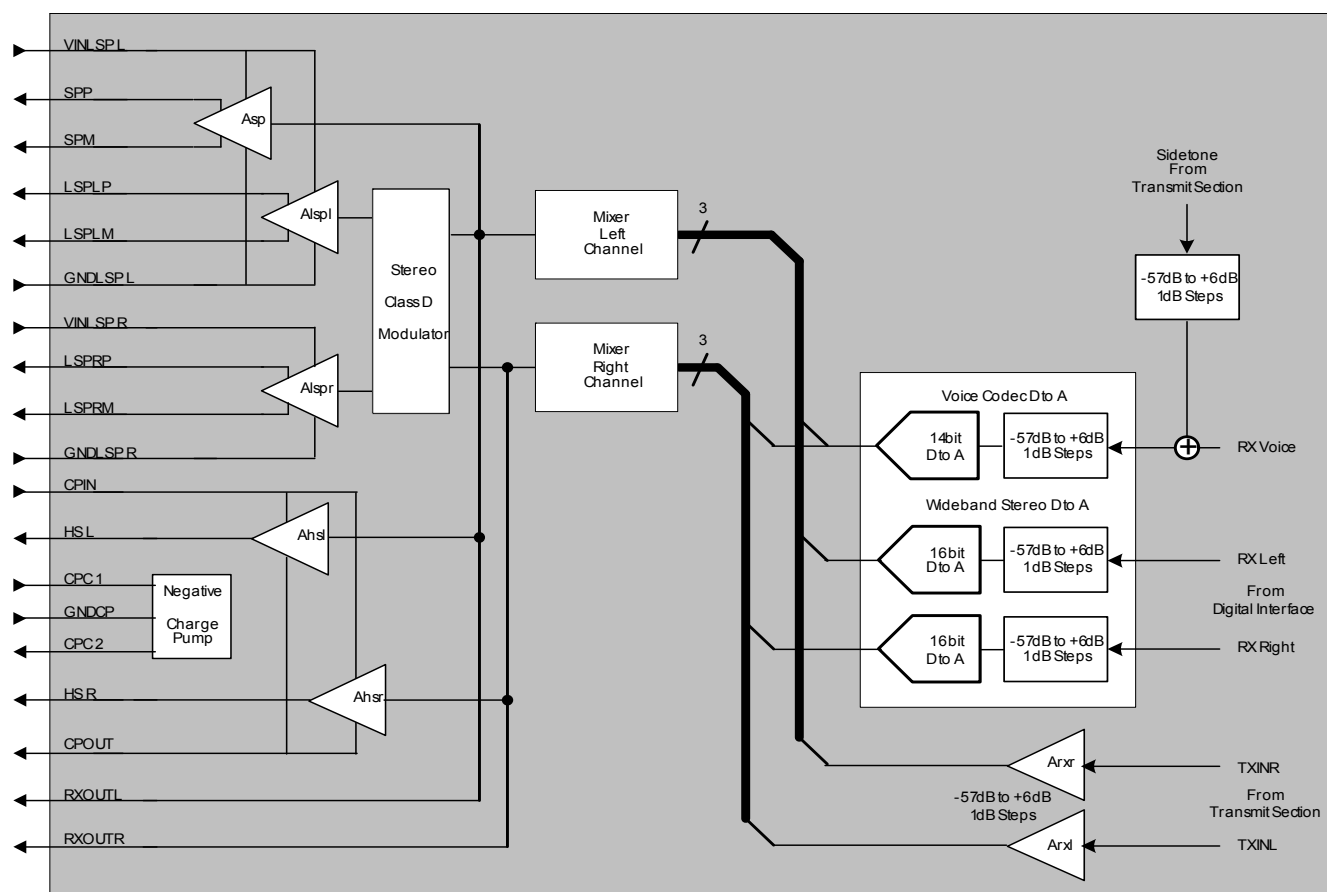 VINLSPL
SPP
SPM
LSPLP
LSPLM
GNDLSPL
VINLSPR
LSPRP
LSPRM
GNDLSPR
CPIN
HSL
CPC1
GNDCP
CPC2
HSR
CPOUT
RXOUTL
RXOUTR
Asp
Alspl
Alspr
Ahsl
Ahsr
Negative
Charge
Pump
Stereo
Class D
Modulator
Mixer
Left
Channel
3
Mixer
Right
Channel
3
Sidetone
From
Transmit Section
-57dB to +6dB
1dB Steps
Voice Codec D to A
14bit
D to A
-57dB to +6dB
1dB Steps
RX Voice
Wideband Stereo D to A
16bit
D to A
-57dB to +6dB
1dB Steps
RX Left
From
Digital Interface
16bit
D to A
-57dB to +6dB
1dB Steps
RX Right
Arxr
TXINR
-57dB to +6dB
1dB Steps
From
Transmit Section
Arxl
TXINL